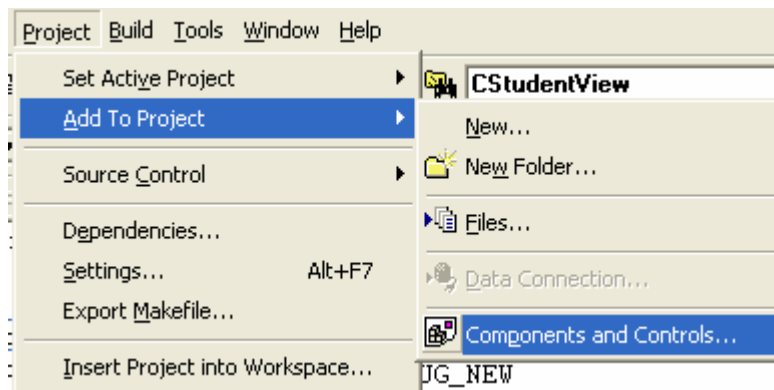 Project Build Tools Window Help
Set Active Project
CStudentView
Add To Project
New...
New Folder...
Source Control
Files...
Dependencies...
Settings... Alt+F7
Data Connection...
Export Makefile...
Components and Controls...
Insert Project into Workspace...
UG_NEW